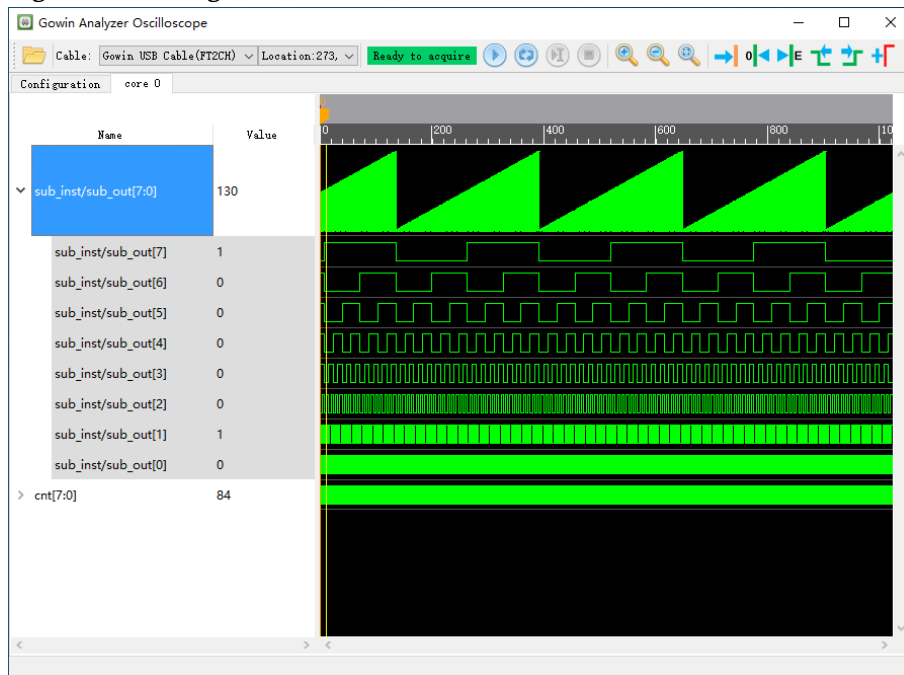 Gowin Analyzer Oscilloscope
Cable: Gowin USB Cable(FT2CH) Location:273, Ready to acquire 0 E
Configuration core 0
Name Value 0 200 400 600 800 10
sub_inst/sub_out[7:0] 130
sub_inst/sub_out[7] 1
sub_inst/sub_out[6] 0
sub_inst/sub_out[5] 0
sub_inst/sub_out[4] 0
sub_inst/sub_out[3] 0
sub_inst/sub_out[2] 0
sub_inst/sub_out[1] 1
sub_inst/sub_out[0] 0
cnt[7:0] 84